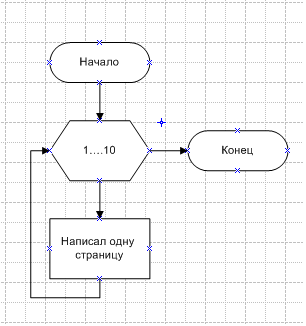 Начало
1....10
Конец
Написал одну
страницу